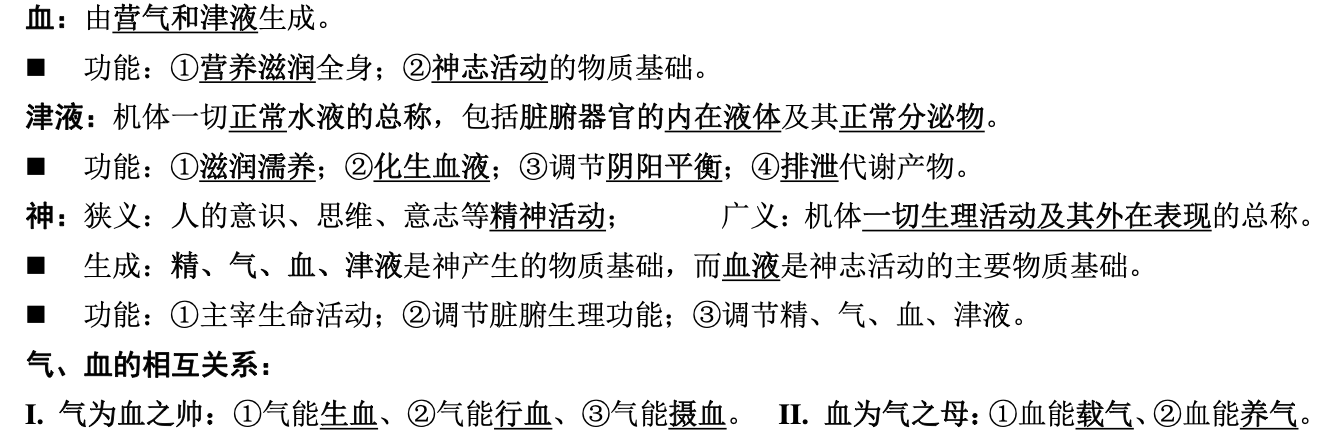 血：由营气和津液生成。
■ 功能：①营养滋润全身；②神志活动的物质基础。
津液：机体一切正常水液的总称，包括脏腑器官的内在液体及其正常分泌物。
■ 功能：①滋润濡养；②化生血液；③调节阴阳平衡；④排泄代谢产物。
神：狭义：人的意识、思维、意志等精神活动； 广义：机体一切生理活动及其外在表现的总称。
■ 生成：精、气、血、津液是神产生的物质基础，而血液是神志活动的主要物质基础。
■ 功能：①主宰生命活动；②调节脏腑生理功能；③调节精、气、血、津液。
气、血的相互关系：
I. 气为血之帅：①气能生血、②气能行血、③气能摄血。 II. 血为气之母：①血能载气、②血能养气。